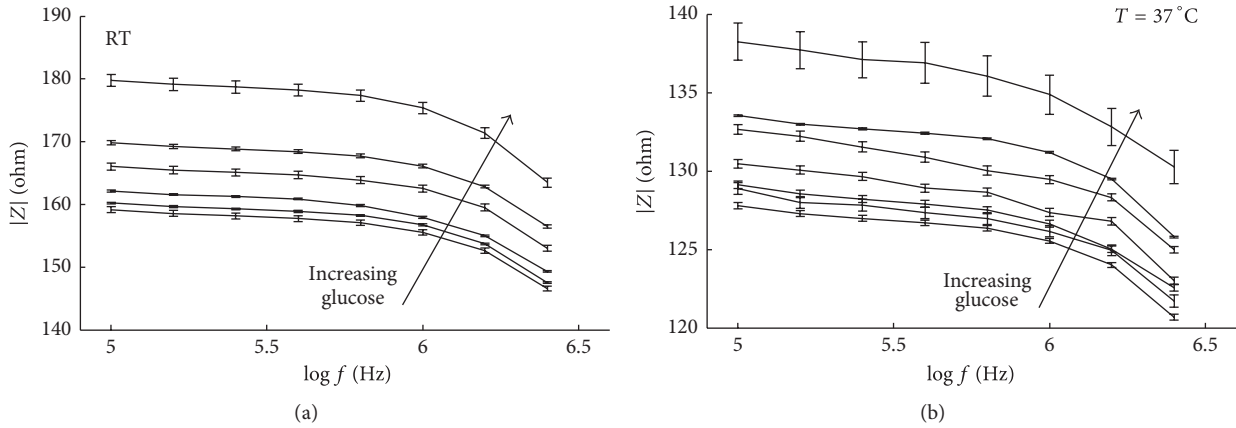 190
180
170
160
150
140
|Z| (ohm)
RT
Increasing
glucose
5
5.5
6
6.5
log f (Hz)
(a)
140
135
130
125
120
|Z| (ohm)
T = 37°C
Increasing
glucose
5
5.5
6
6.5
log f (Hz)
(b)